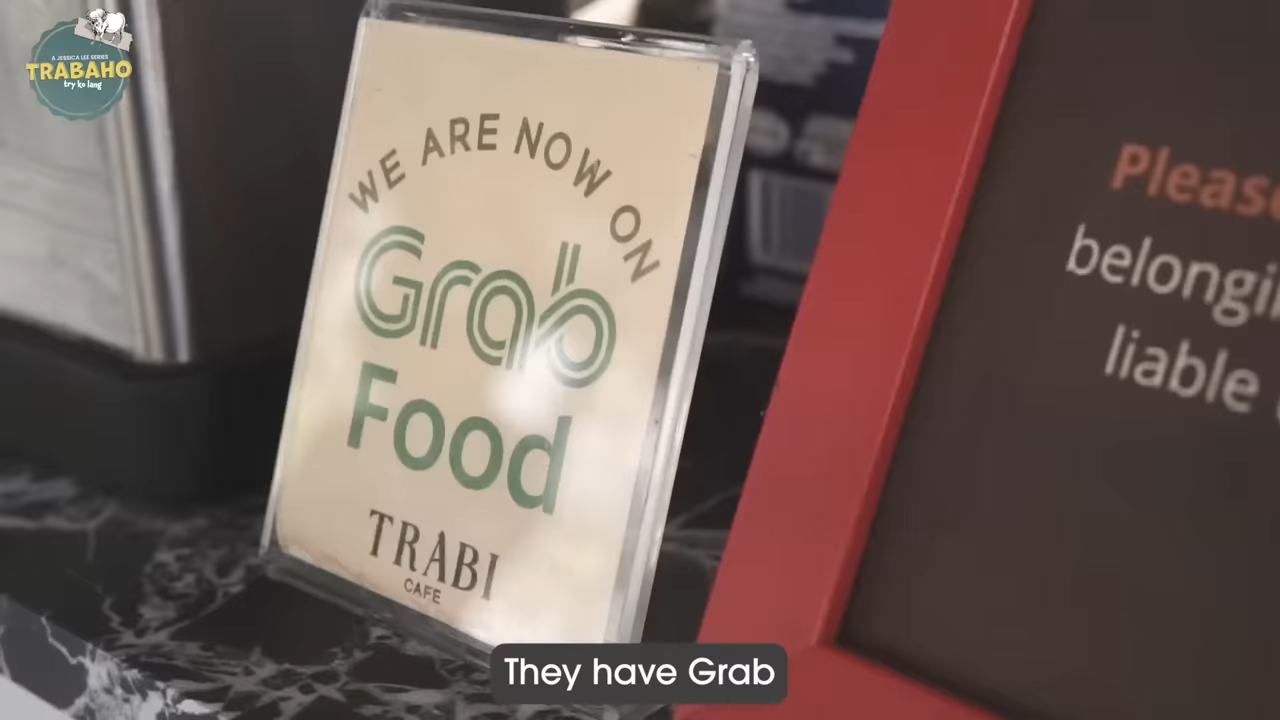 A JESSICA LEE SERIES
TRABAHO
try ko lang
WE ARE NOW ON
Grab
Food
TRABI
CAFE
Please
liable
They have Grab